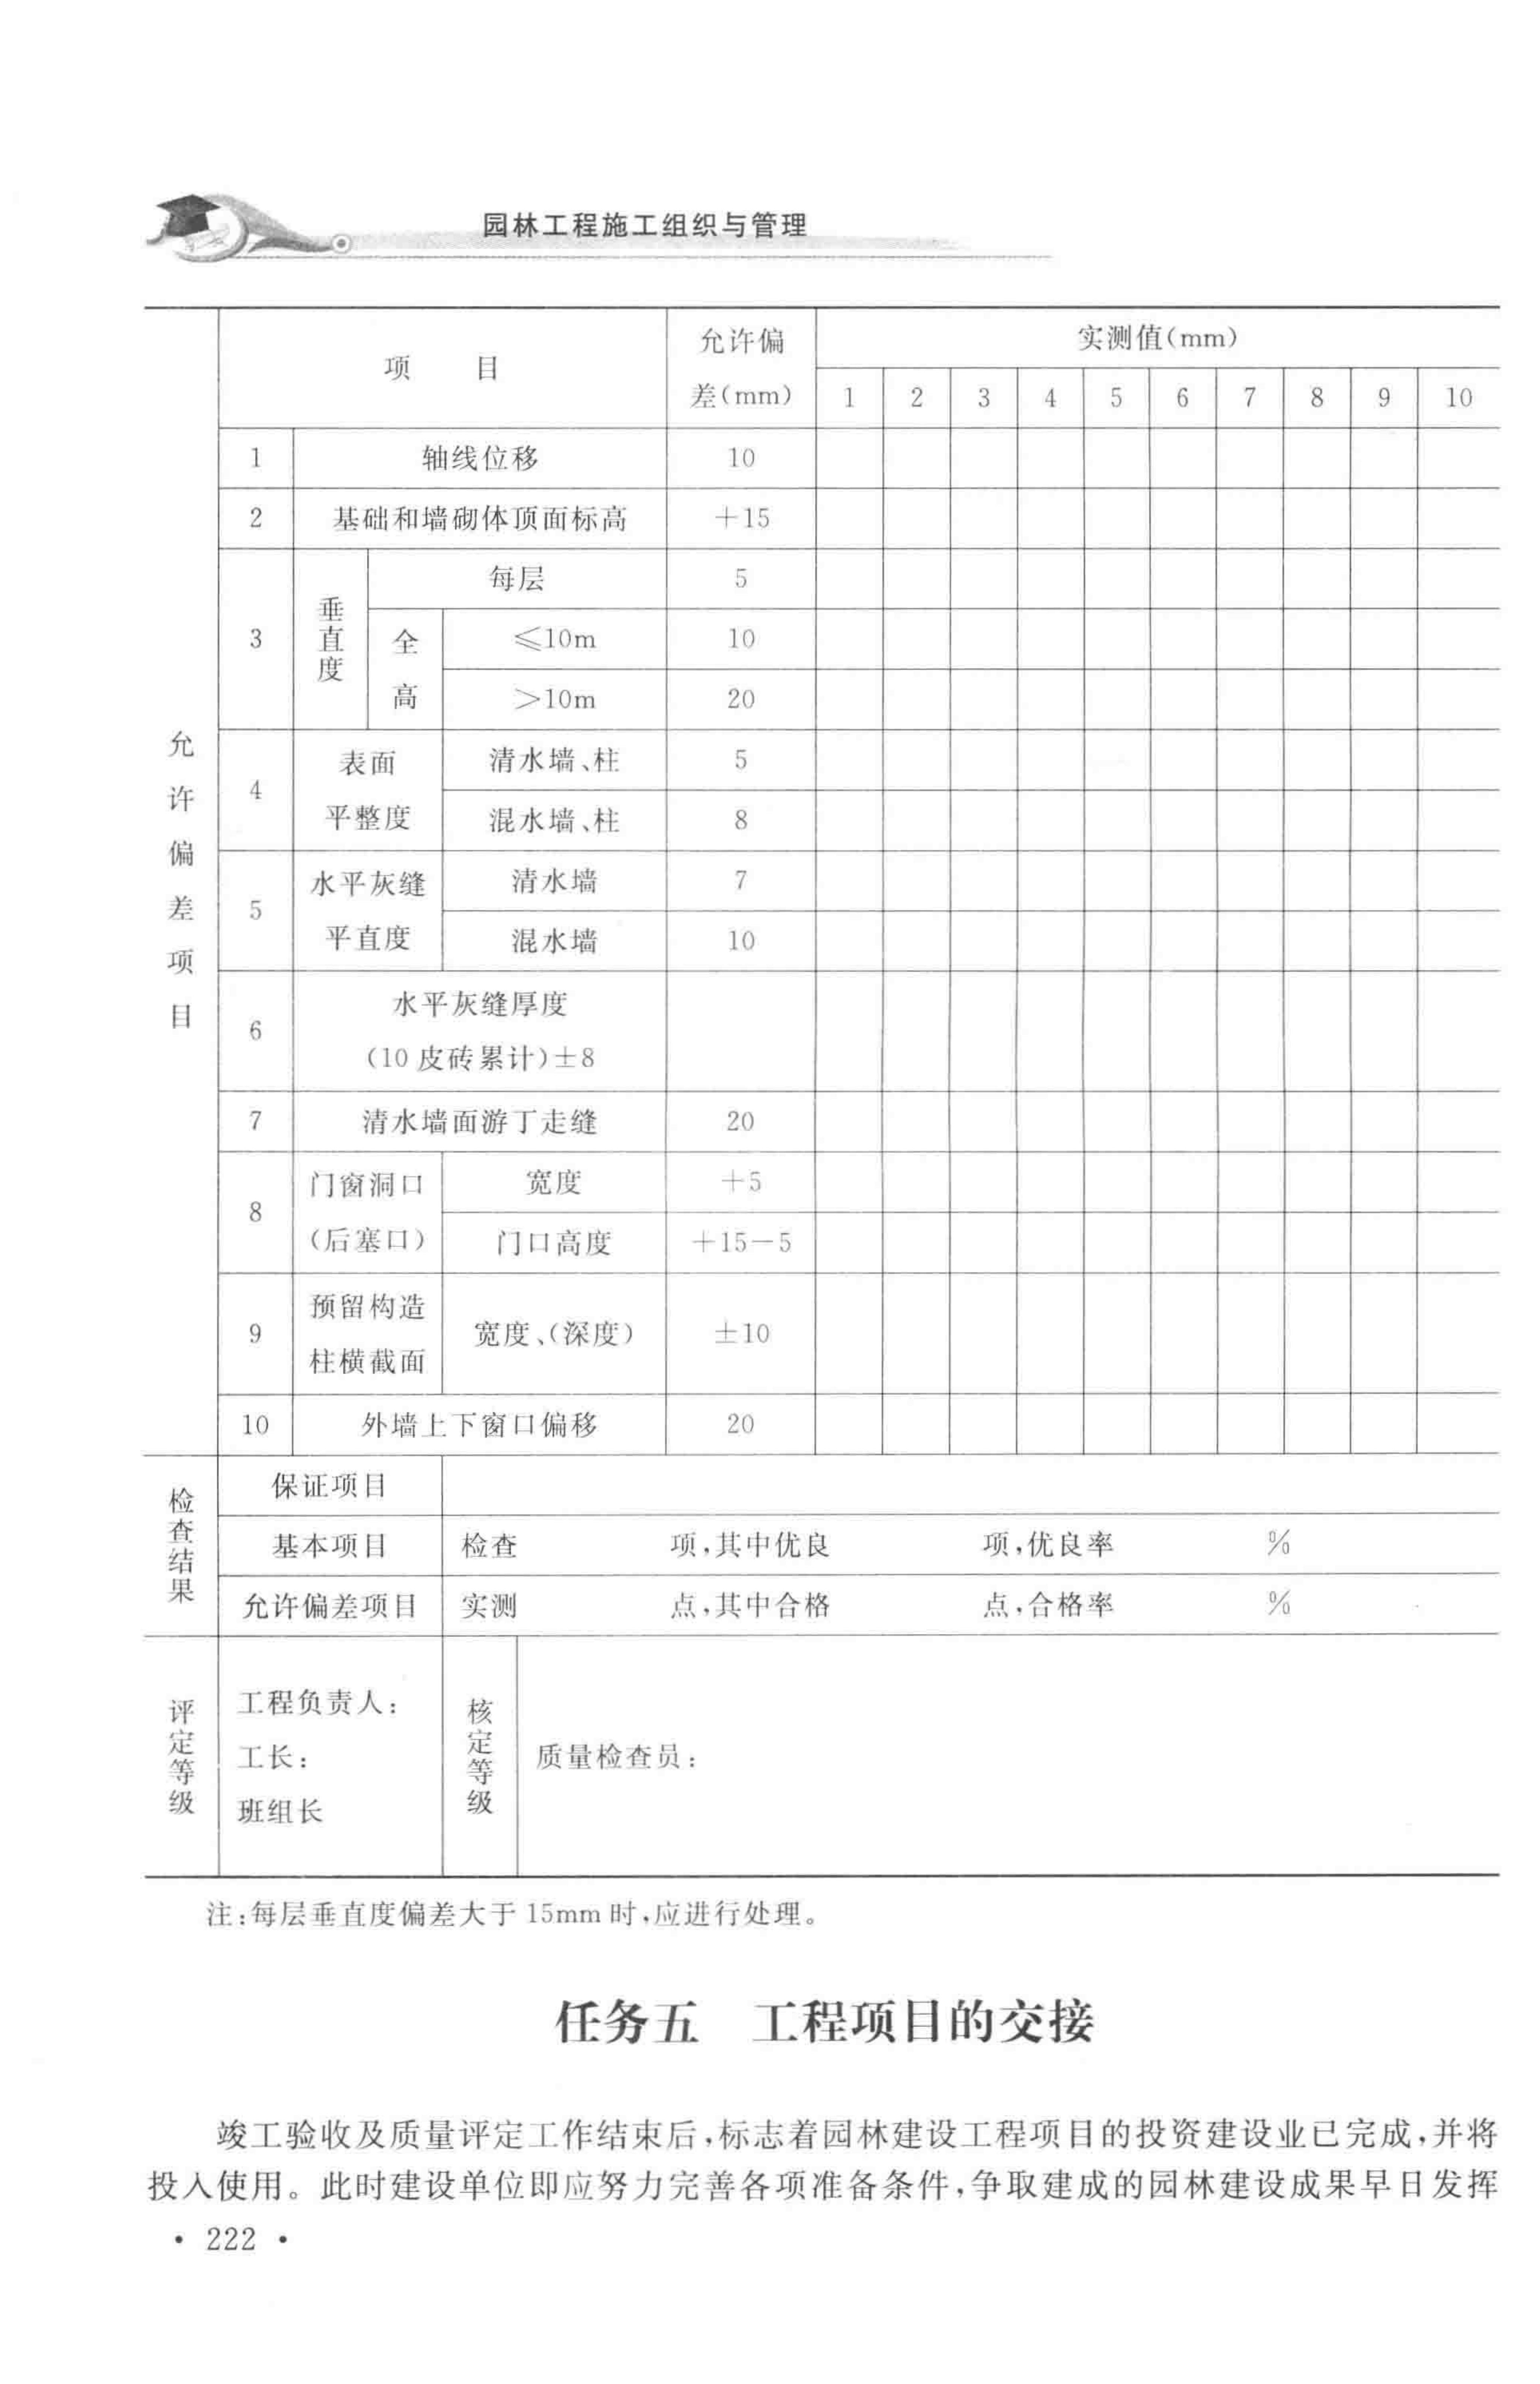 园林工程施工组织与管理
项 目 允许偏差(mm) 实测值(mm)
1 2 3 4 5 6 7 8 9 10
允许偏差项目
1 轴线位移 10
2 基础和墙砌体顶面标高 +15
3 垂直度 每层 5
全高 ≤10m 10
>10m 20
4 表面平整度 清水墙、柱 5
混水墙、柱 8
5 水平灰缝平直度 清水墙 7
混水墙 10
6 水平灰缝厚度
(10 皮砖累计)±8
7 清水墙面游丁走缝 20
8 门窗洞口(后塞口) 宽度 +5
门口高度 +15-5
9 预留构造柱横截面 宽度、(深度) ±10
10 外墙上下窗口偏移 20
检查结果
保证项目
基本项目 检查 项,其中优良 项,优良率 %
允许偏差项目 实测 点,其中合格 点,合格率 %
评定等级
工程负责人:
工长:
班组长
核定等级
质量检查员:
注:每层垂直度偏差大于 15mm 时,应进行处理。
任务五 工程项目的交接
竣工验收及质量评定工作结束后,标志着园林建设工程项目的投资建设业已完成,并将
投入使用。此时建设单位即应努力完善各项准备条件,争取建成的园林建设成果早日发挥
· 222 ·